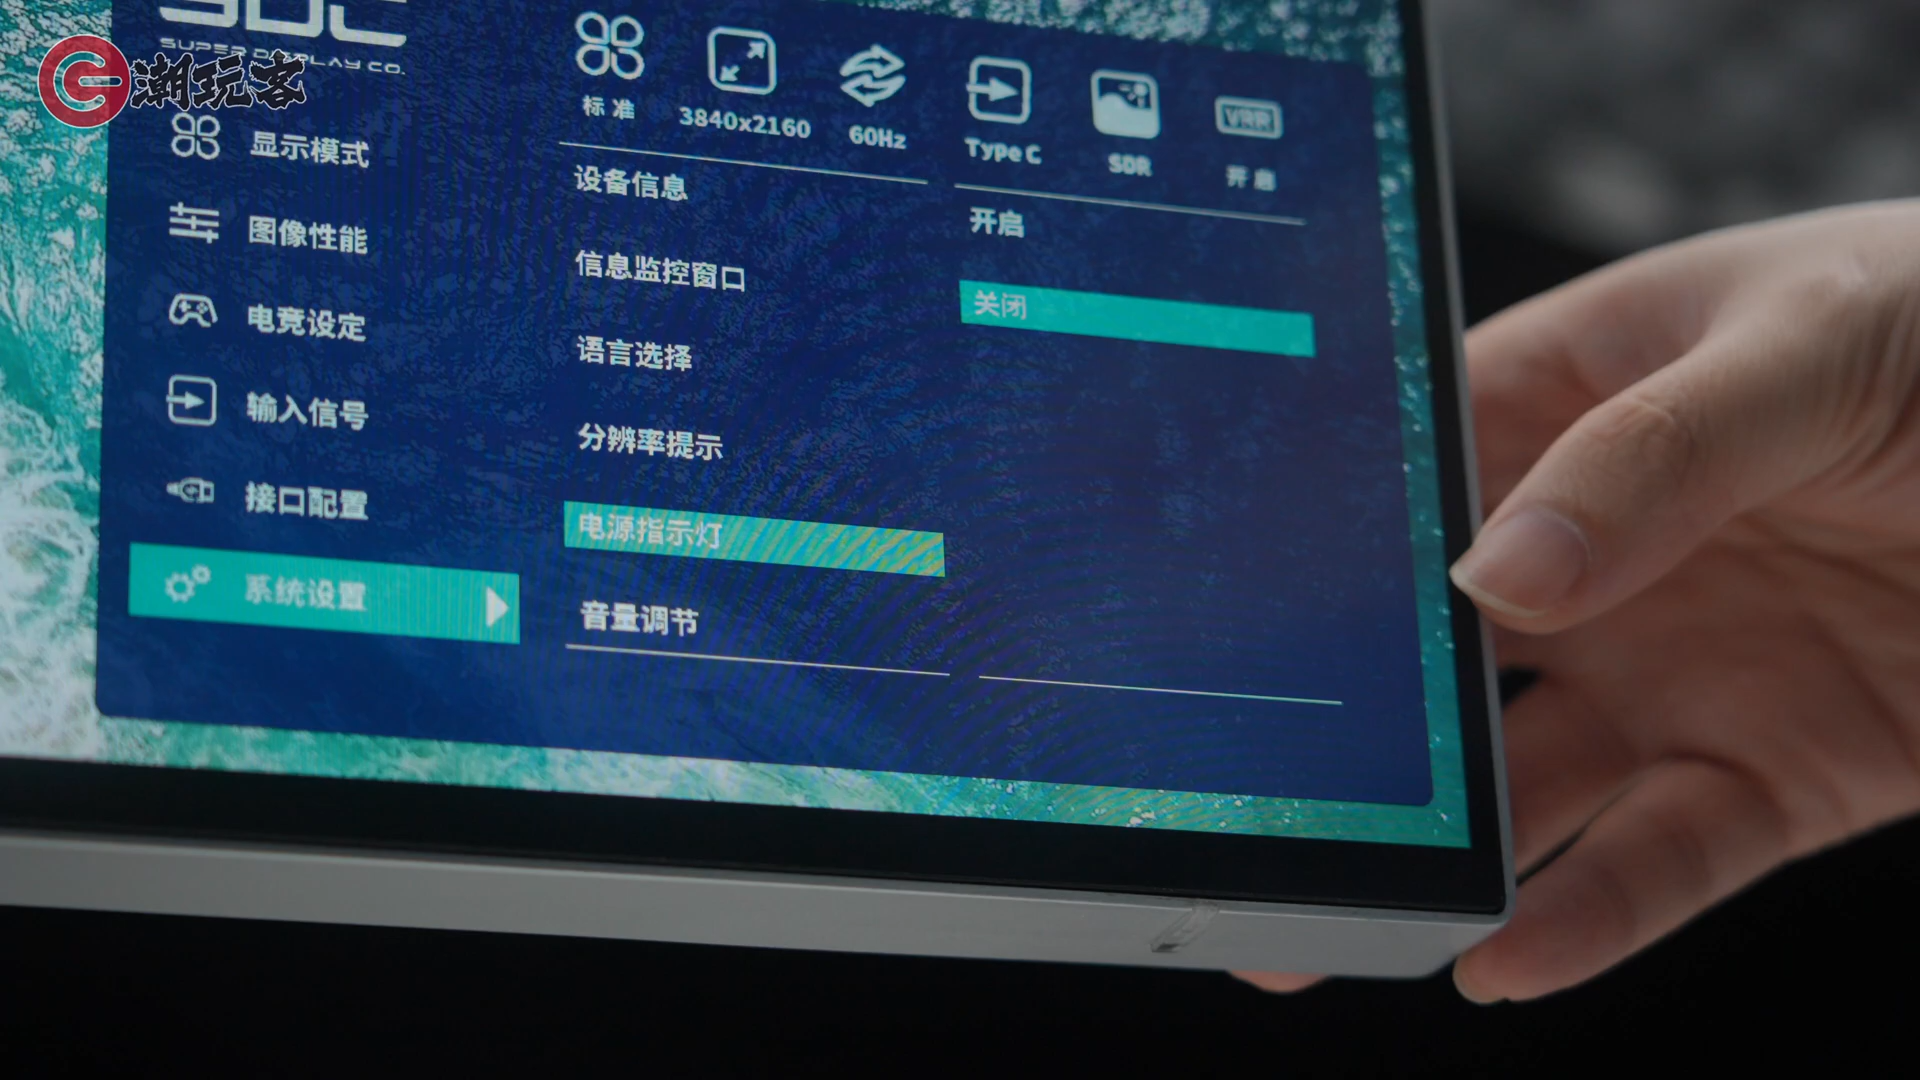 SUPER DISPLAY CO.
潮玩客
标准
3840x2160
60Hz
Type C
SDR
VRR
开启
显示模式
图像性能
电竞设定
输入信号
接口配置
系统设置
设备信息
信息监控窗口
语言选择
分辨率提示
电源指示灯
音量调节
开启
关闭